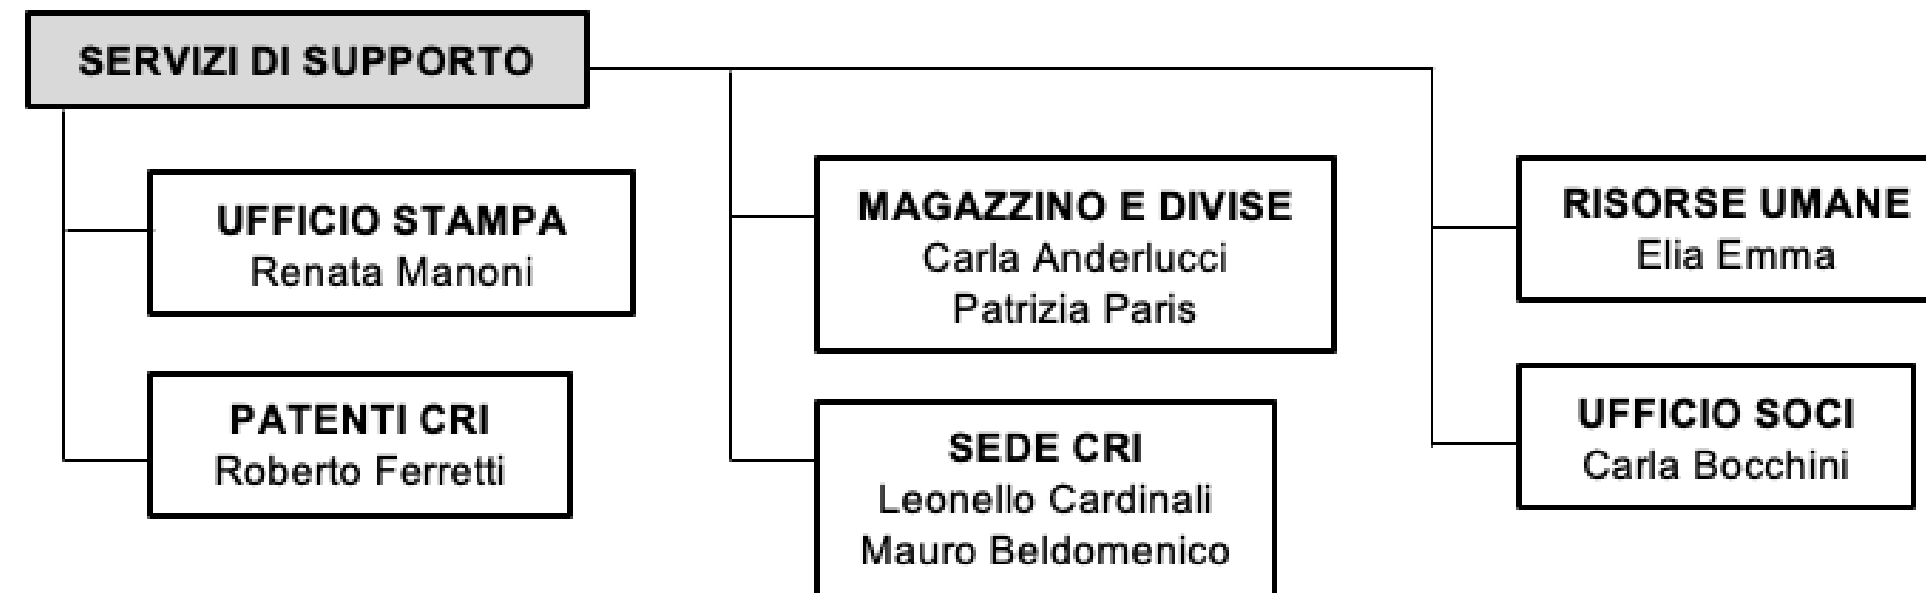 SERVIZI DI SUPPORTO
UFFICIO STAMPA
Renata Manoni
PATENTI CRI
Roberto Ferretti
MAGAZZINO E DIVISE
Carla Anderlucci
Patrizia Paris
SEDE CRI
Leonello Cardinali
Mauro Beldomenico
RISORSE UMANE
Elia Emma
UFFICIO SOCI
Carla Bocchini